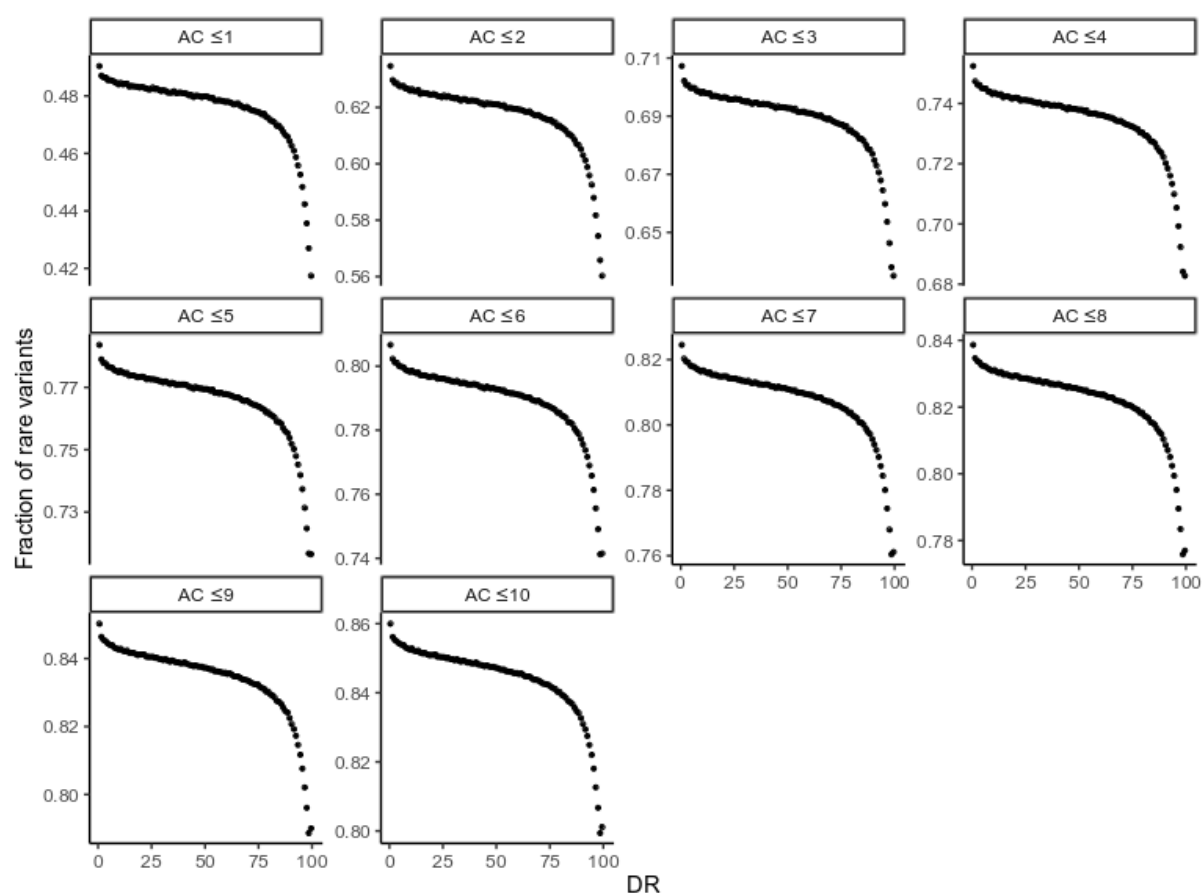 AC ≤1
AC ≤2
AC ≤3
AC ≤4
0.48
0.46
0.44
0.42
0.62
0.60
0.58
0.56
0.71
0.69
0.67
0.65
0.74
0.72
0.70
0.68
AC ≤5
AC ≤6
AC ≤7
AC ≤8
0.77
0.75
0.73
0.80
0.78
0.76
0.74
0.82
0.80
0.78
0.76
0.84
0.82
0.80
0.78
0 25 50 75 100
0 25 50 75 100
AC ≤9
AC ≤10
0.84
0.82
0.80
0.86
0.84
0.82
0.80
0 25 50 75 100
0 25 50 75 100
Fraction of rare variants
DR